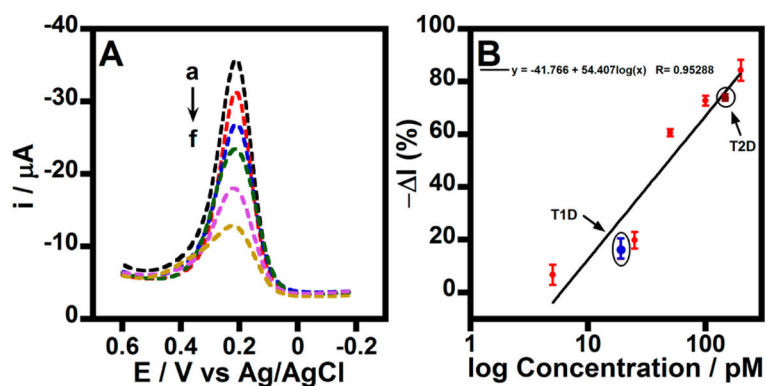 A
a
f
-40
-30
-20
-10
0
i / μA
0.6 0.4 0.2 0 -0.2
E / V vs Ag/AgCl
B
y = -41.766 + 54.407log(x) R= 0.95288
100
80
60
40
20
0
−ΔI (%)
T2D
T1D
1 10 100
log Concentration / pM